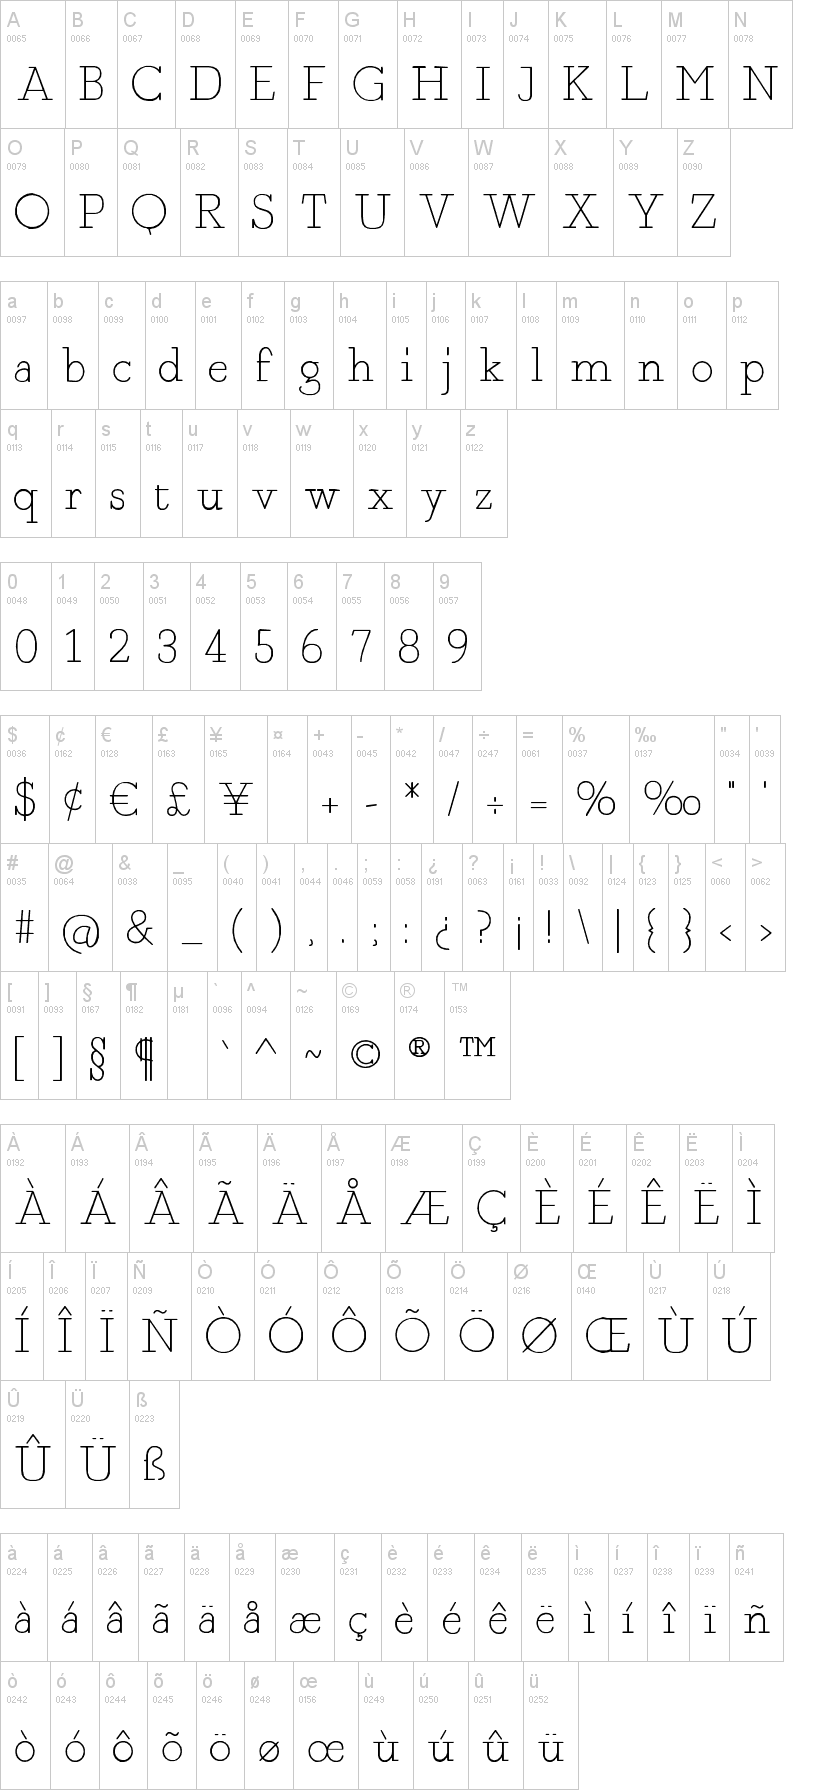 A B C D E F G H I J K L M N
0065 0066 0067 0068 0069 0070 0071 0072 0073 0074 0075 0076 0077 0078
A B C D E F G H I J K L M N
O P Q R S T U V W X Y Z
0079 0080 0081 0082 0083 0084 0085 0086 0087 0088 0089 0090
O P Q R S T U V W X Y Z
a b c d e f g h i j k l m n o p
0097 0098 0099 0100 0101 0102 0103 0104 0105 0106 0107 0108 0109 0110 0111 0112
a b c d e f g h i j k l m n o p
q r s t u v w x y z
0113 0114 0115 0116 0117 0118 0119 0120 0121 0122
q r s t u v w x y z
0 1 2 3 4 5 6 7 8 9
0048 0049 0050 0051 0052 0053 0054 0055 0056 0057
0 1 2 3 4 5 6 7 8 9
$ ¢ € £ ¥ ¤ + - * / ÷ = % ‰ " '
0036 0162 0128 0163 0165 0164 0043 0045 0042 0047 0247 0061 0037 0137 0034 0039
$ ¢ € £ ¥ + - * / ÷ = % ‰ " '
# @ & _ ( ) , . ; : ¿ ? ¡ ! \ | { } < >
0035 0064 0038 0095 0040 0041 0044 0046 0059 0058 0191 0063 0161 0033 0092 0124 0123 0125 0060 0062
# @ & _ ( ) , . ; : ¿ ? ¡ ! \ | { } < >
[ ] § ¶ µ ` ^ ~ © ® ™
0091 0093 0167 0182 0181 0096 0094 0126 0169 0174 0153
[ ] § ¶ ` ^ ~ © ® ™
À Á Â Ã Ä Å Æ Ç È É Ê Ë Ì
0192 0193 0194 0195 0196 0197 0198 0199 0200 0201 0202 0203 0204
À Á Â Ã Ä Å Æ Ç È É Ê Ë Ì
Í Î Ï Ñ Ò Ó Ô Õ Ö Ø Œ Ù Ú
0205 0206 0207 0209 0210 0211 0212 0213 0214 0216 0140 0217 0218
Í Î Ï Ñ Ò Ó Ô Õ Ö Ø Œ Ù Ú
Û Ü ß
0219 0220 0223
Û Ü ß
à á â ã ä å æ ç è é ê ë ì í î ï ñ
0224 0225 0226 0227 0228 0229 0230 0231 0232 0233 0234 0235 0236 0237 0238 0239 0241
à á â ã ä å æ ç è é ê ë ì í î ï ñ
ò ó ô õ ö ø œ ù ú û ü
0242 0243 0244 0245 0246 0248 0156 0249 0250 0251 0252
ò ó ô õ ö ø œ ù ú û ü